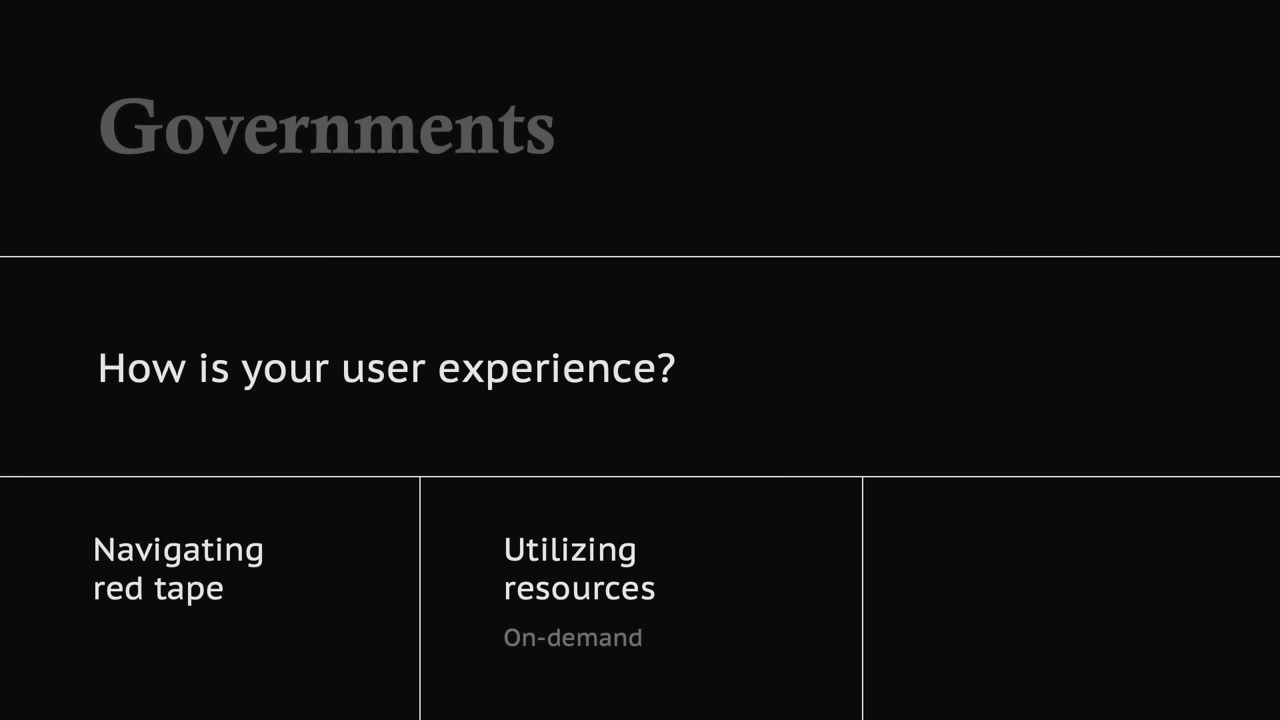 Governments
How is your user experience?
Navigating
red tape
Utilizing
resources
On-demand